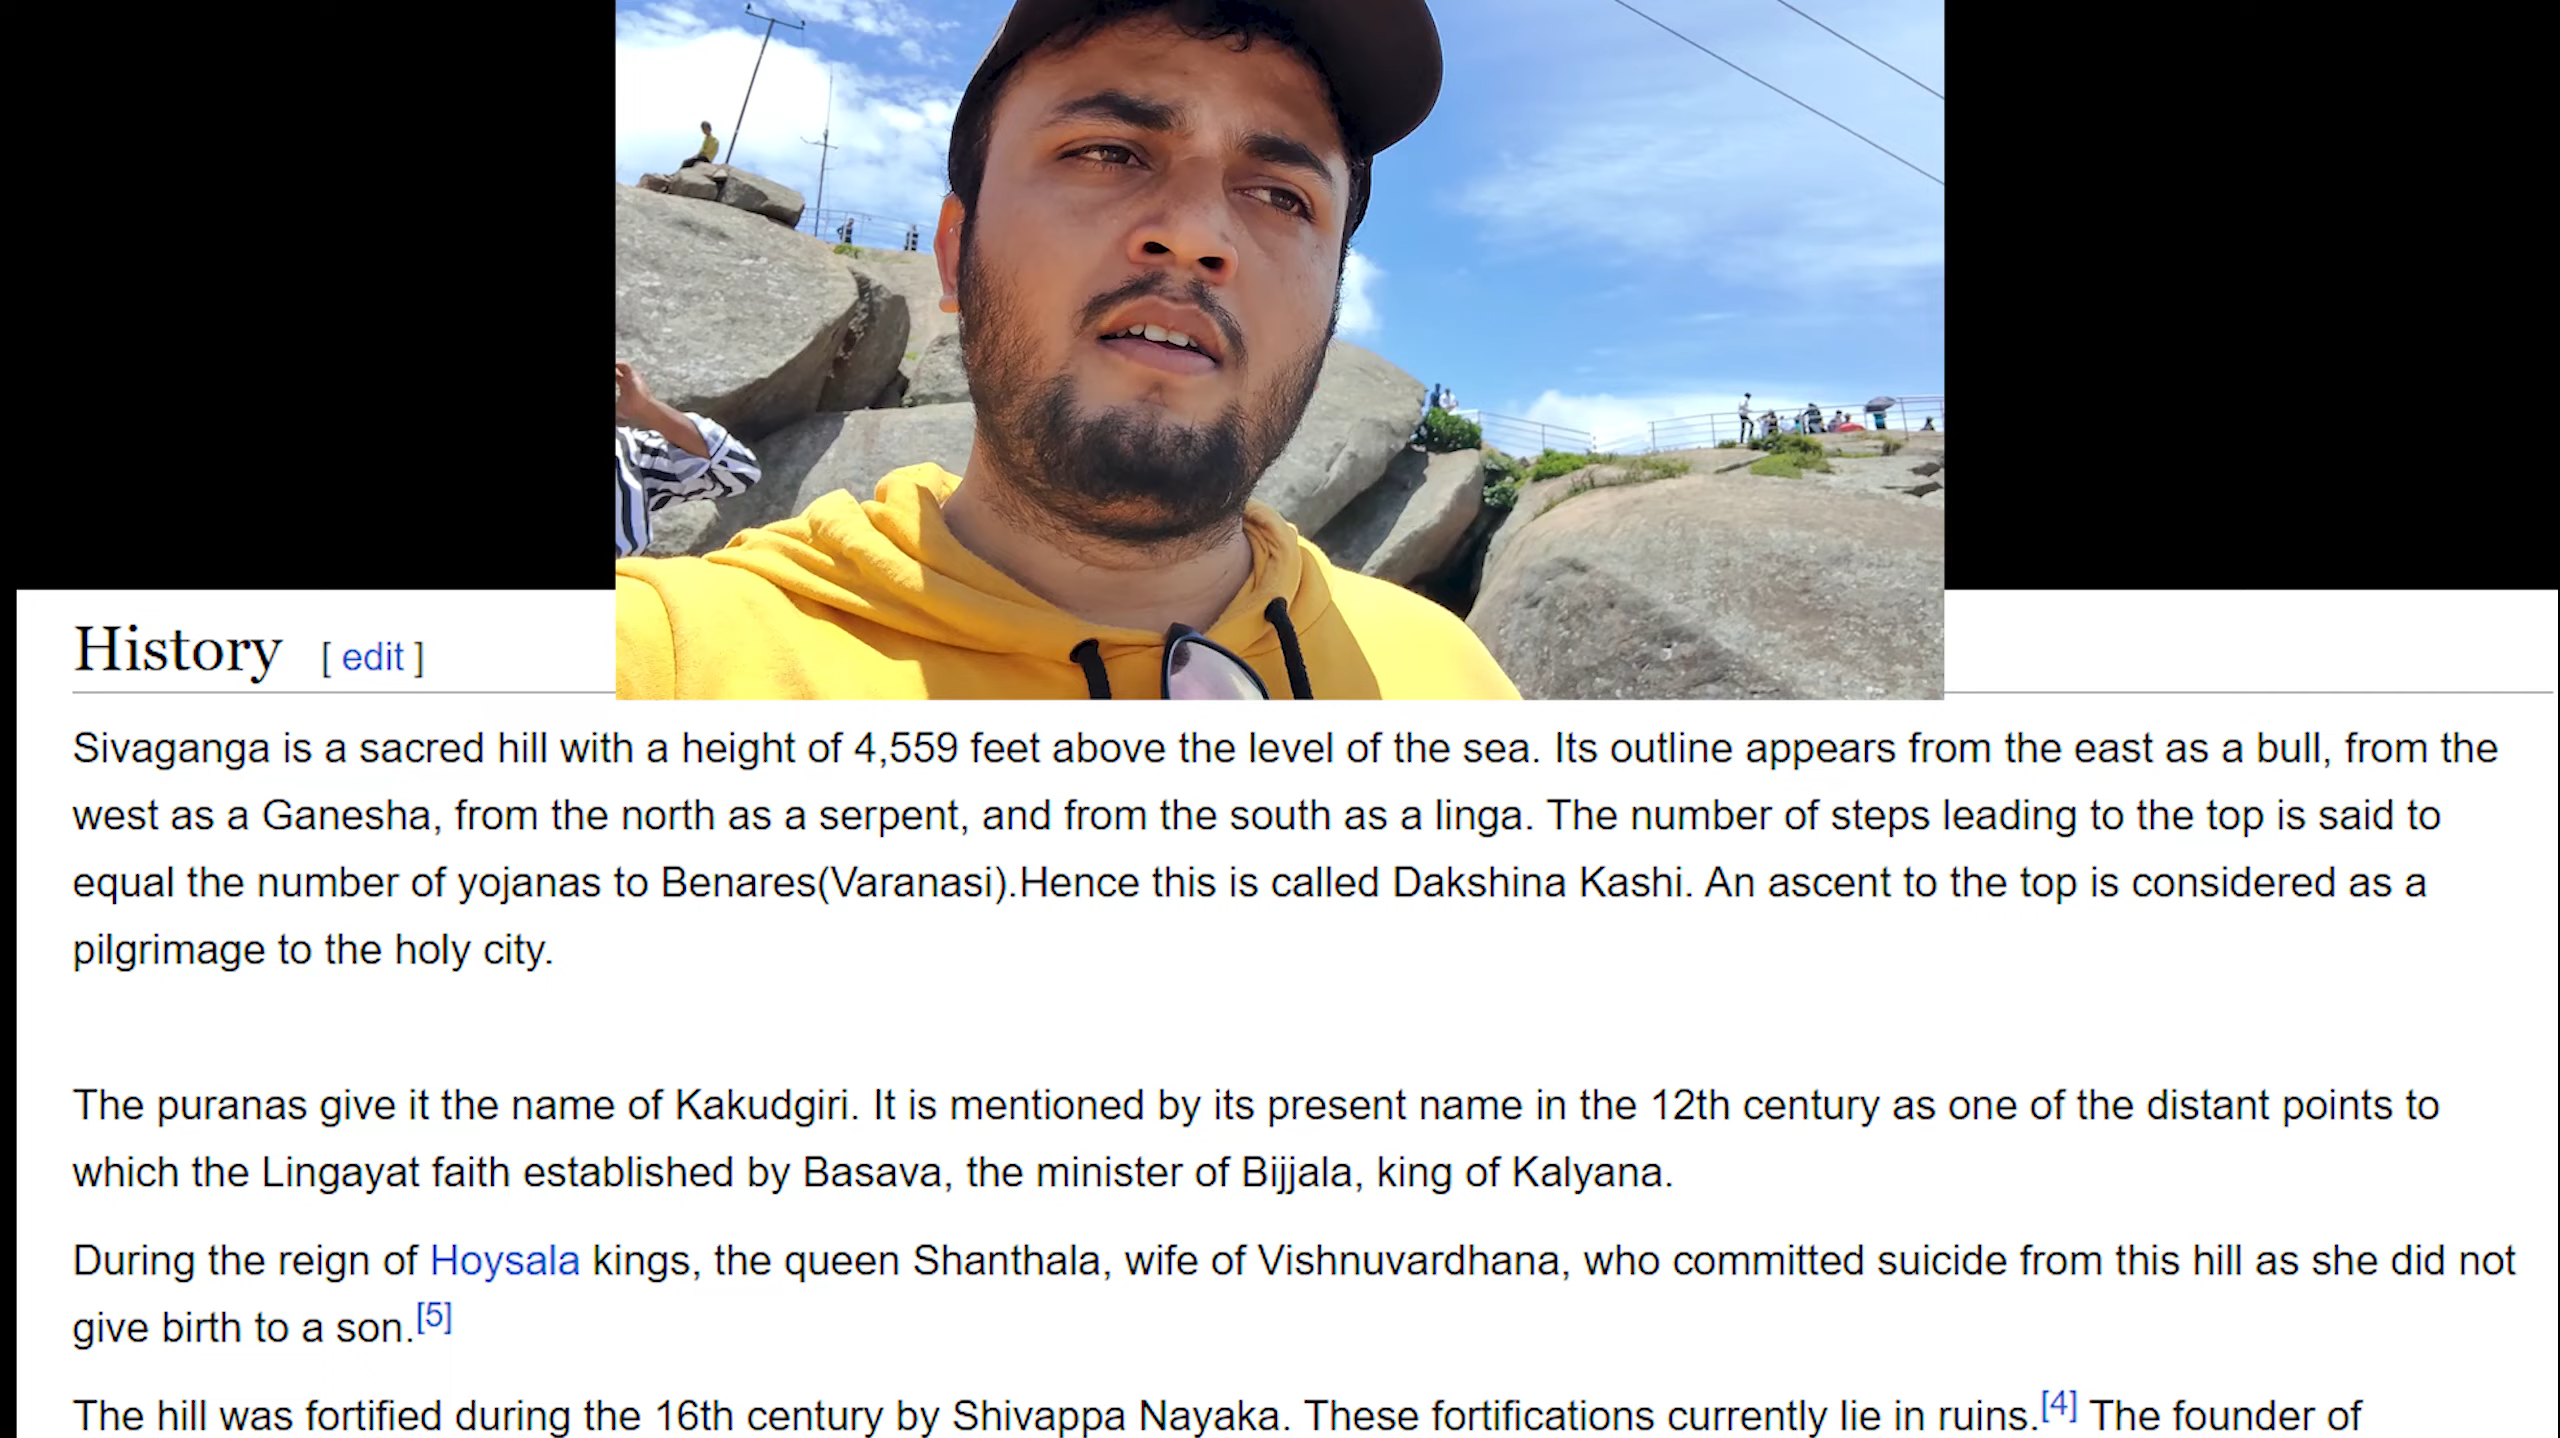 History [ edit ]
Sivaganga is a sacred hill with a height of 4,559 feet above the level of the sea. Its outline appears from the east as a bull, from the
west as a Ganesha, from the north as a serpent, and from the south as a linga. The number of steps leading to the top is said to
equal the number of yojanas to Benares(Varanasi).Hence this is called Dakshina Kashi. An ascent to the top is considered as a
pilgrimage to the holy city.
The puranas give it the name of Kakudgiri. It is mentioned by its present name in the 12th century as one of the distant points to
which the Lingayat faith established by Basava, the minister of Bijjala, king of Kalyana.
During the reign of Hoysala kings, the queen Shanthala, wife of Vishnuvardhana, who committed suicide from this hill as she did not
give birth to a son.[5]
The hill was fortified during the 16th century by Shivappa Nayaka. These fortifications currently lie in ruins.[4] The founder of